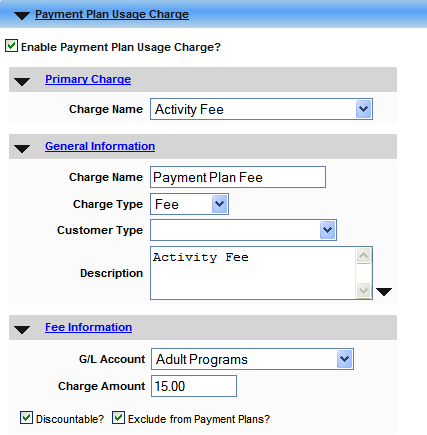 Payment Plan Usage Charge
Enable Payment Plan Usage Charge?
Primary Charge
Charge Name Activity Fee
General Information
Charge Name Payment Plan Fee
Charge Type Fee
Customer Type
Description Activity Fee
Fee Information
G/L Account Adult Programs
Charge Amount 15.00
Discountable? Exclude from Payment Plans?